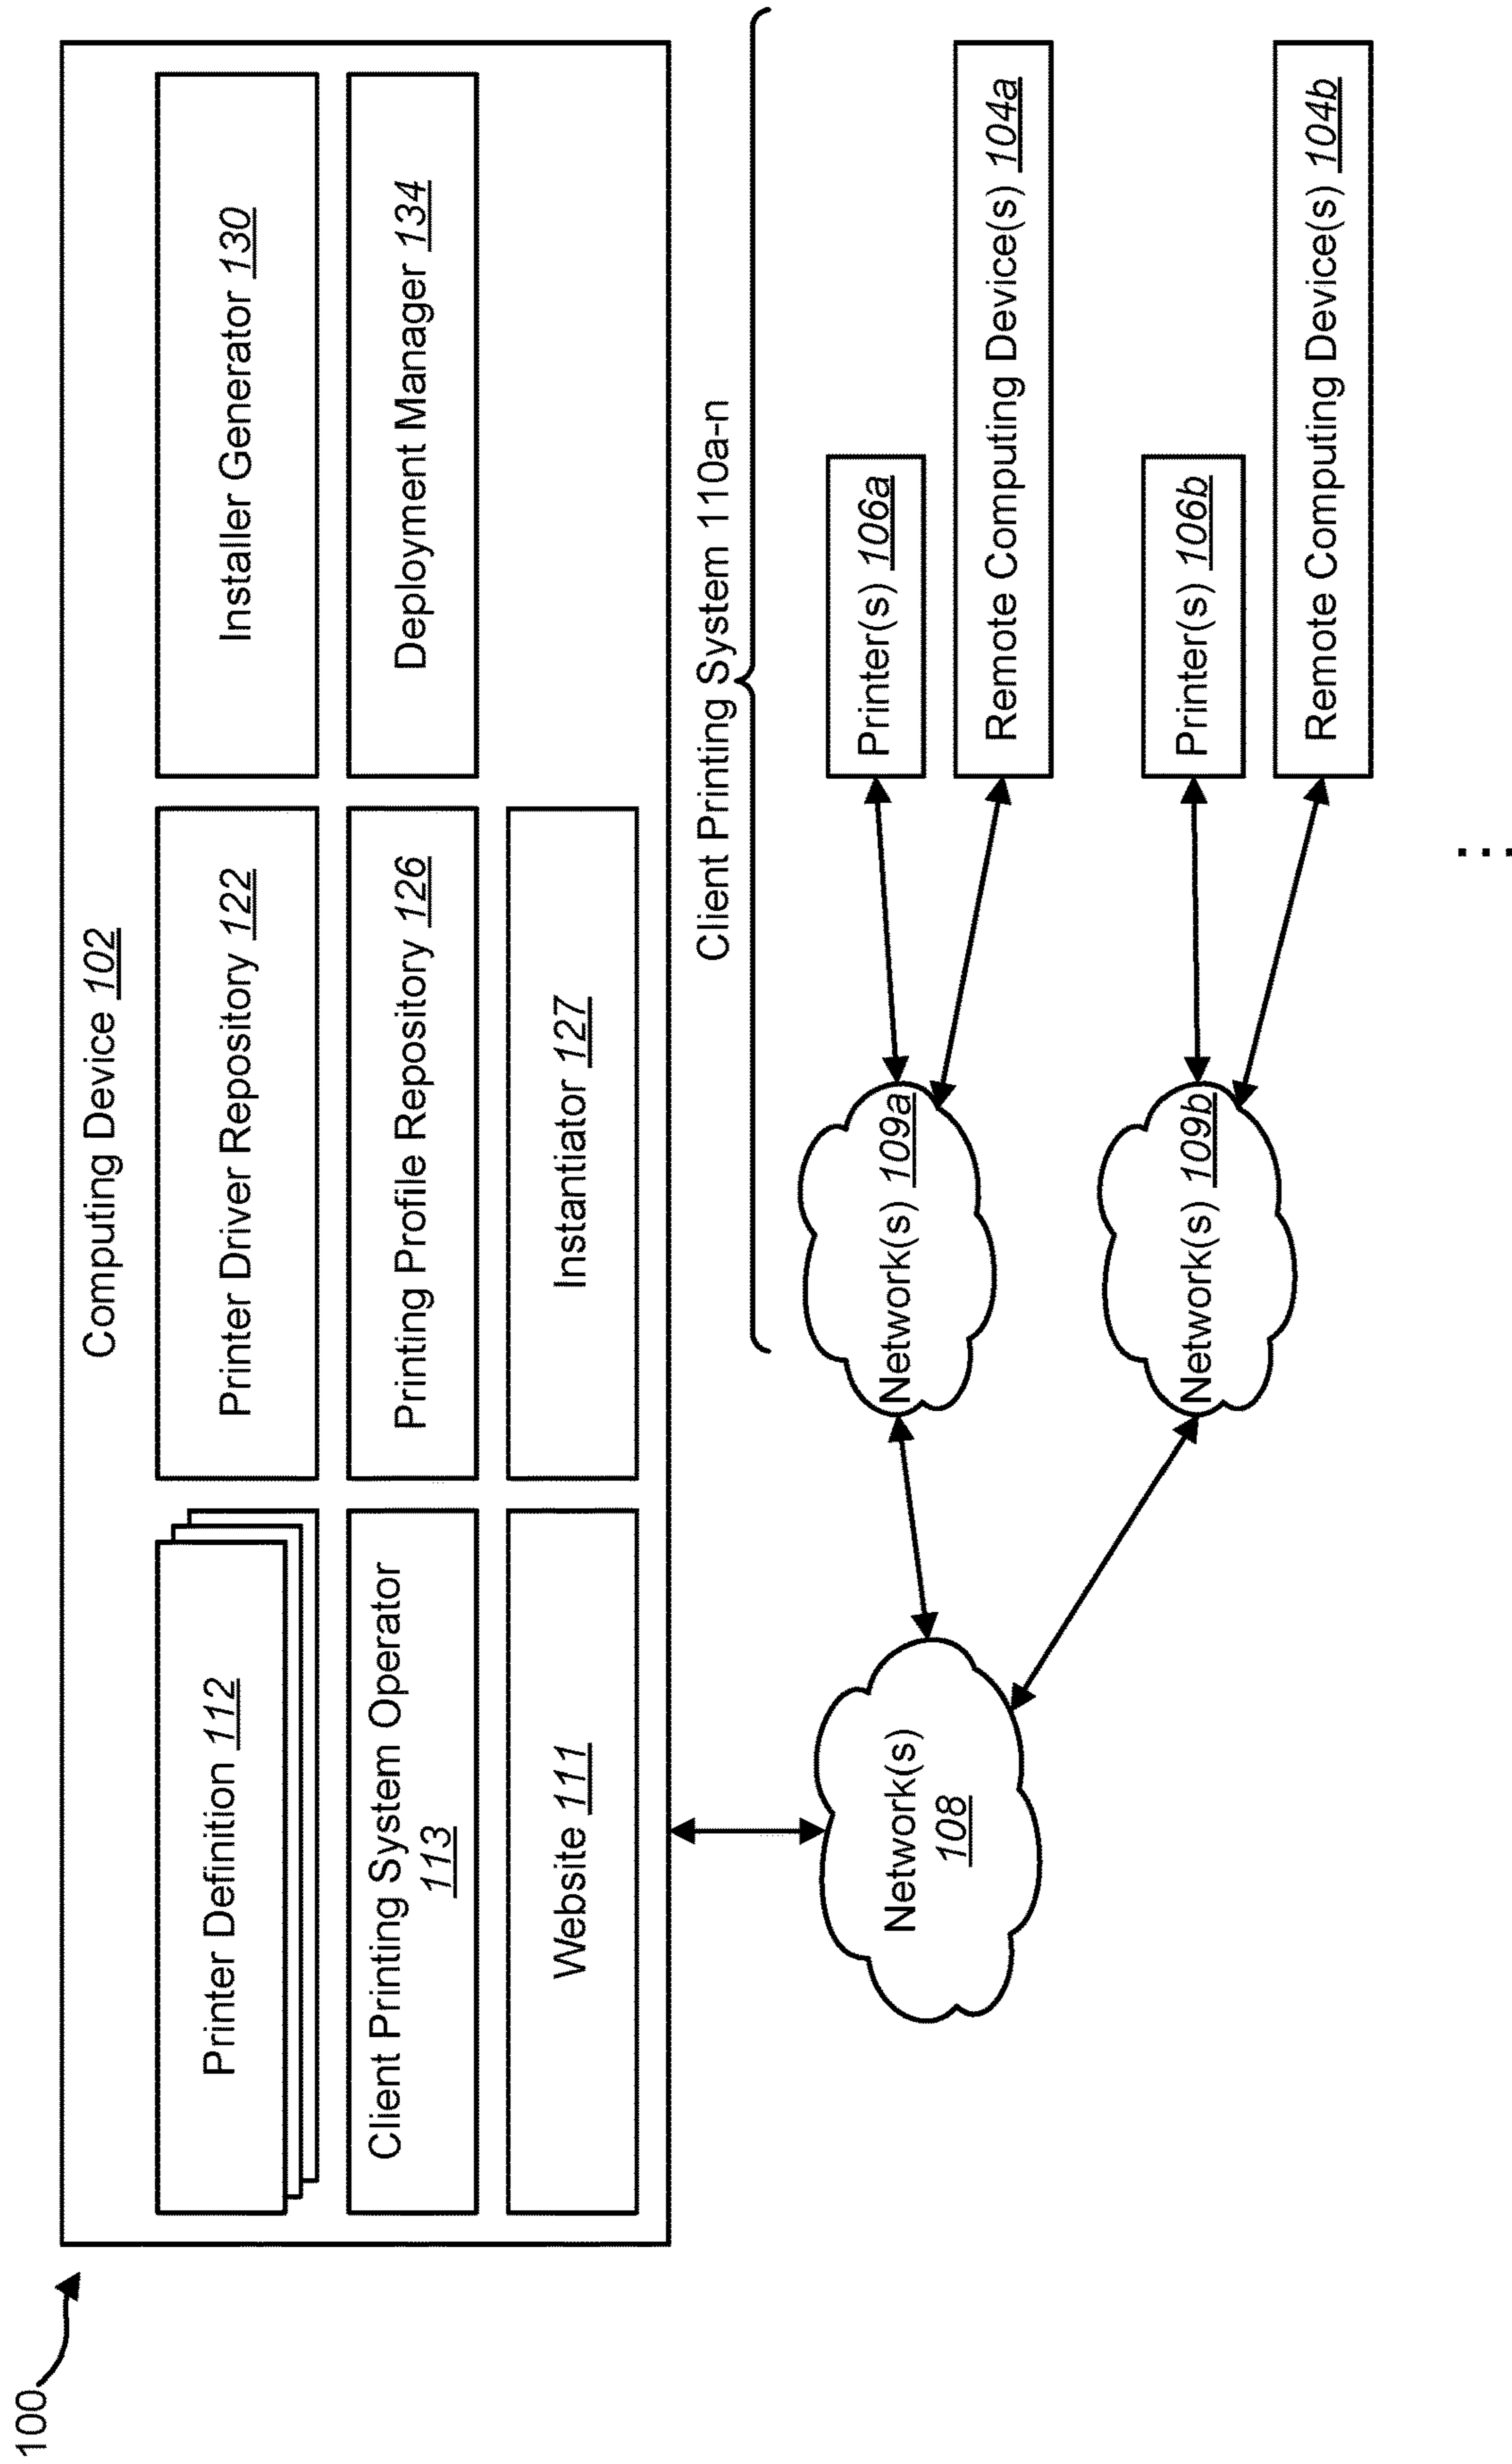 100
Computing Device 102
Printer Definition 112
Printer Driver Repository 122
Installer Generator 130
Client Printing System Operator
113
Printing Profile Repository 126
Deployment Manager 134
Website 111
Instantiator 127
Client Printing System 110a-n
Network(s)
108
Network(s) 109a
Printer(s) 106a
Remote Computing Device(s) 104a
Network(s) 109b
Printer(s) 106b
Remote Computing Device(s) 104b
...